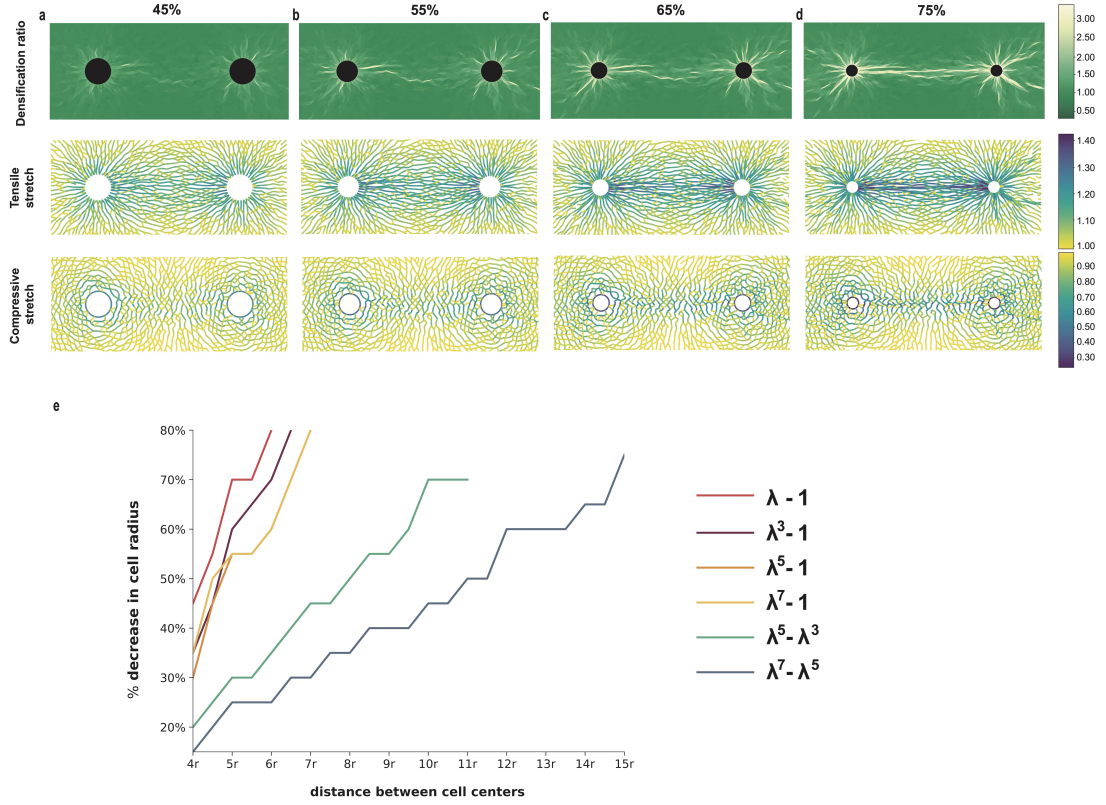 a 45% b 55% c 65% d 75%
Densification ratio
3.00
2.00
1.50
1.00
0.50
Tensile
stretch
1.40
1.30
1.20
1.10
1.00
Compressive
stretch
0.90
0.80
0.70
0.60
0.50
0.40
0.30
e
% decrease in cell radius
80%
70%
60%
50%
40%
30%
20%
4r 5r 6r 7r 8r 9r 10r 11r 12r 13r 14r 15r
distance between cell centers
λ - 1
λ³- 1
λ⁵- 1
λ⁷- 1
λ⁵- λ³
λ⁷- λ⁵